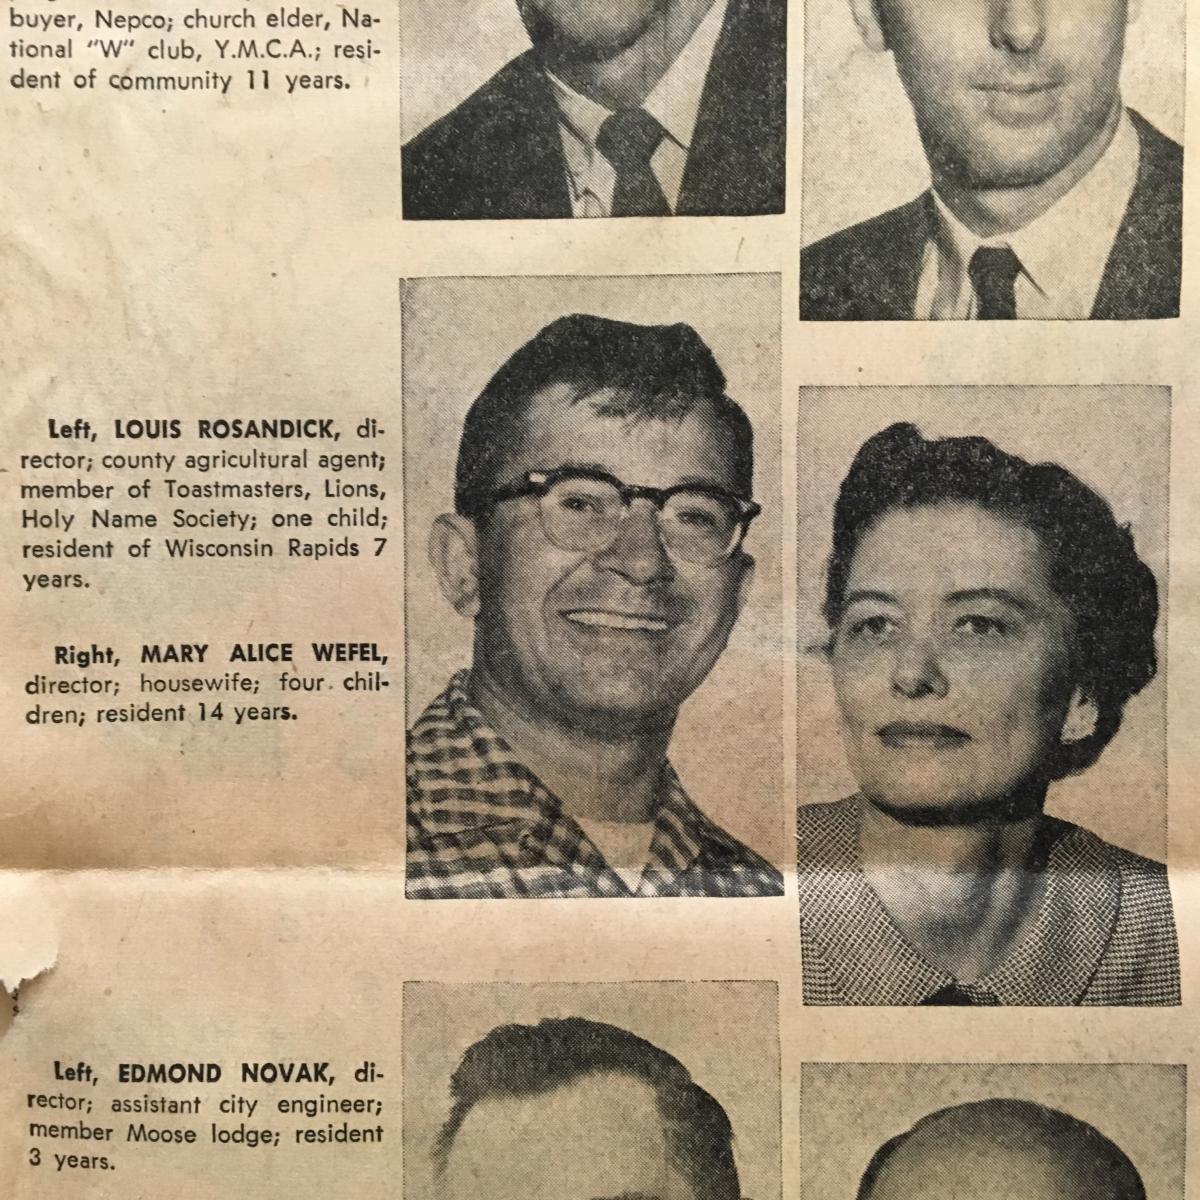 buyer, Nepco; church elder, Na-
tional "W" club, Y.M.C.A.; resi-
dent of community 11 years.
Left, LOUIS ROSANDICK, di-
rector; county agricultural agent;
member of Toastmasters, Lions,
Holy Name Society; one child;
resident of Wisconsin Rapids 7
years.
Right, MARY ALICE WEFEL,
director; housewife; four chil-
dren; resident 14 years.
Left, EDMOND NOVAK, di-
rector; assistant city engineer;
member Moose lodge; resident
3 years.